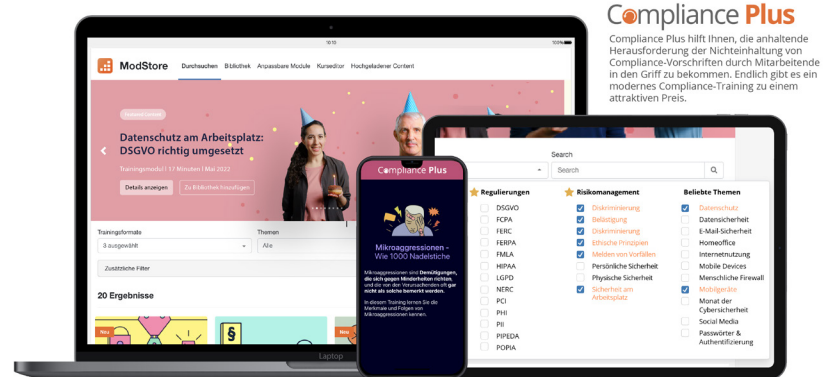 Compliance Plus
Compliance Plus hilft Ihnen, die anhaltende
Herausforderung der Nichteinhaltung von
Compliance-Vorschriften durch Mitarbeitende
in den Griff zu bekommen. Endlich gibt es ein
modernes Compliance-Training zu einem
attraktiven Preis.
10:10
100%
ModStore Durchsuchen Bibliothek Anpassbare Module Kurseditor Hochgeladener Content
Featured Content
Datenschutz am Arbeitsplatz:
DSGVO richtig umgesetzt
Trainingsmodul | 17 Minuten | Mai 2022
Details anzeigen Zu Bibliothek hinzufügen
Trainingsformate Themen
3 ausgewählt Alle
Zusätzliche Filter
20 Ergebnisse
Neu
Neu
§
Laptop
Compliance Plus
Mikroaggressionen -
Wie 1000 Nadelstiche
Mikroaggressionen sind Demütigungen,
die sich gegen Minderheiten richten,
und die von den Verursachenden oft gar
nicht als solche bemerkt warden.
In diesem Training lernen Sie die
Merkmale und Folgen von
Mikroaggressionen kennen.
Search
Search
Regulierungen
DSGVO
FCPA
FERC
FERPA
FMLA
HIPAA
LGPD
NERC
PCI
PHI
PII
PIPEDA
POPIA
Risikomanagement
Diskriminierung
Belästigung
Diskriminierung
Ethische Prinzipien
Melden von Vorfällen
Persönliche Sicherheit
Physische Sicherheit
Sicherheit am
Arbeitsplatz
Beliebte Themen
Datenschutz
Datensicherheit
E-Mail-Sicherheit
Homeoffice
Internetnutzung
Mobile Devices
Menschliche Firewall
Mobilgeräte
Monat der
Cybersicherheit
Social Media
Passwörter &
Authentifizierung